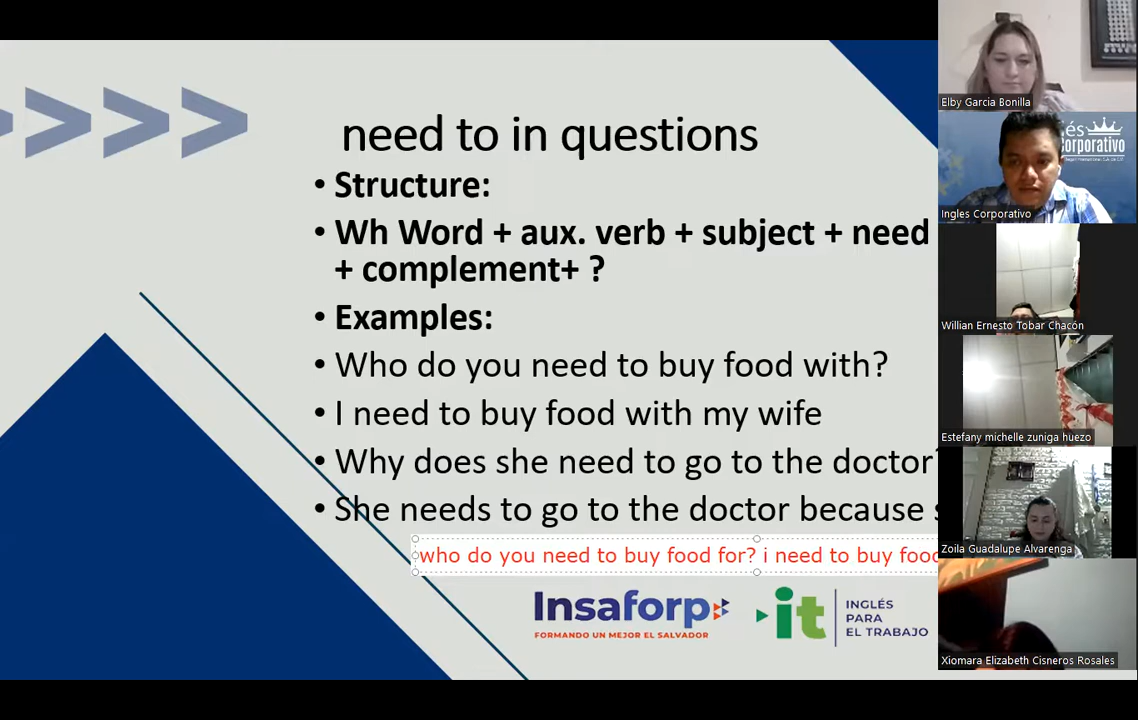 need to in questions
• Structure:
• Wh Word + aux. verb + subject + need
+ complement+ ?
• Examples:
• Who do you need to buy food with?
• I need to buy food with my wife
• Why does she need to go to the doctor?
• She needs to go to the doctor because s
who do you need to buy food for? i need to buy food
Insaforp
FORMANDO UN MEJOR EL SALVADOR
it
INGLÉS
PARA
EL TRABAJO
Elby Garcia Bonilla
és
corporativo
Ingles Corporativo
Willian Ernesto Tobar Chacón
Estefany michelle zuniga huezo
Zoila Guadalupe Alvarenga
Xiomara Elizabeth Cisneros Rosales